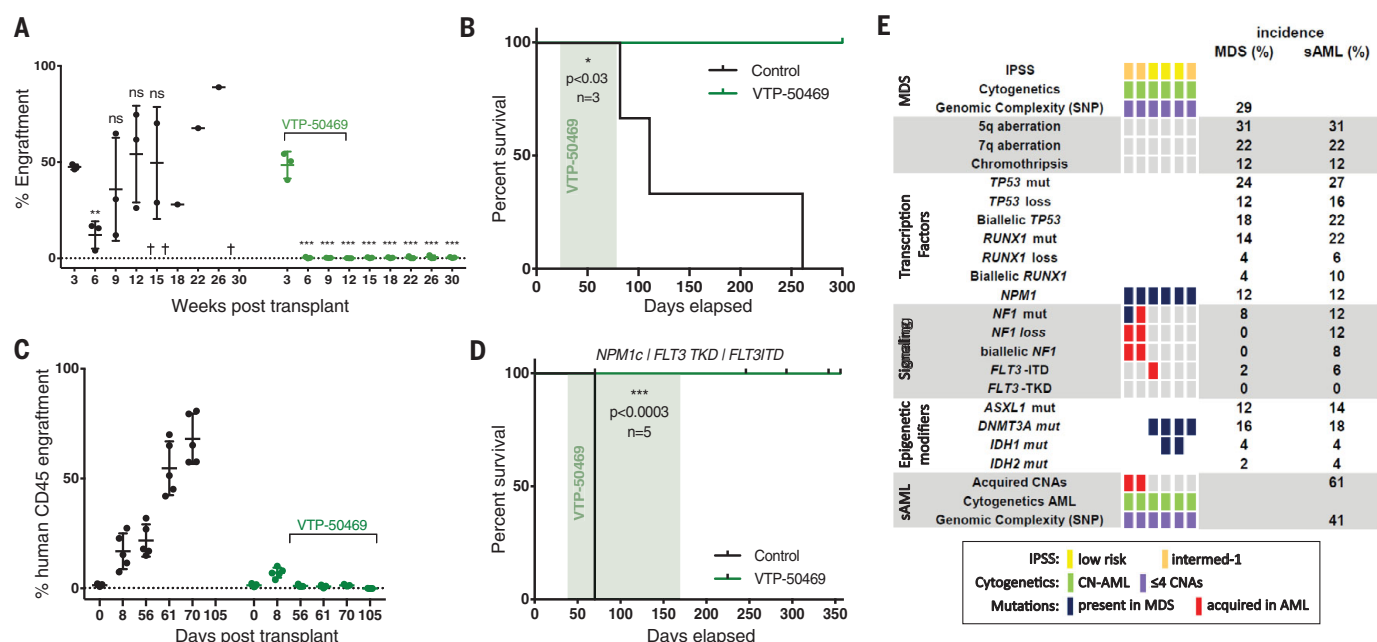 A
100
50
0
% Engraftment
ns
ns
ns
**
† † †
VTP-50469
*** *** *** *** *** *** *** ***
3 6 9 12 15 18 22 26 30 3 6 9 12 15 18 22 26 30
Weeks post transplant
B
100
50
0
Percent survival
*
p<0.03
n=3
VTP-50469
Control
VTP-50469
0 50 100 150 200 250 300
Days elapsed
C
100
50
0
% human CD45 engraftment
VTP-50469
0 8 56 61 70 105 0 8 56 61 70 105
Days post transplant
D
NPM1c | FLT3 TKD | FLT3ITD
100
50
0
Percent survival
***
p<0.0003
n=5
VTP-50469
Control
VTP-50469
0 50 100 150 200 250 300 350
Days elapsed
E
incidence
MDS (%) sAML (%)
MDS
IPSS
Cytogenetics
Genomic Complexity (SNP) 29
5q aberration 31 31
7q aberration 22 22
Chromothripsis 12 12
Transcription
Factors
TP53 mut 24 27
TP53 loss 12 16
Biallelic TP53 18 22
RUNX1 mut 14 22
RUNX1 loss 4 6
Biallelic RUNX1 4 10
NPM1 12 12
Signaling
NF1 mut 8 12
NF1 loss 0 12
biallelic NF1 0 8
FLT3 -ITD 2 6
FLT3 -TKD 0 0
Epigenetic
modifiers
ASXL1 mut 12 14
DNMT3A mut 16 18
IDH1 mut 4 4
IDH2 mut 2 4
sAML
Acquired CNAs 61
Cytogenetics AML
Genomic Complexity (SNP) 41
IPSS: low risk intermed-1
Cytogenetics: CN-AML ≤4 CNAs
Mutations: present in MDS acquired in AML